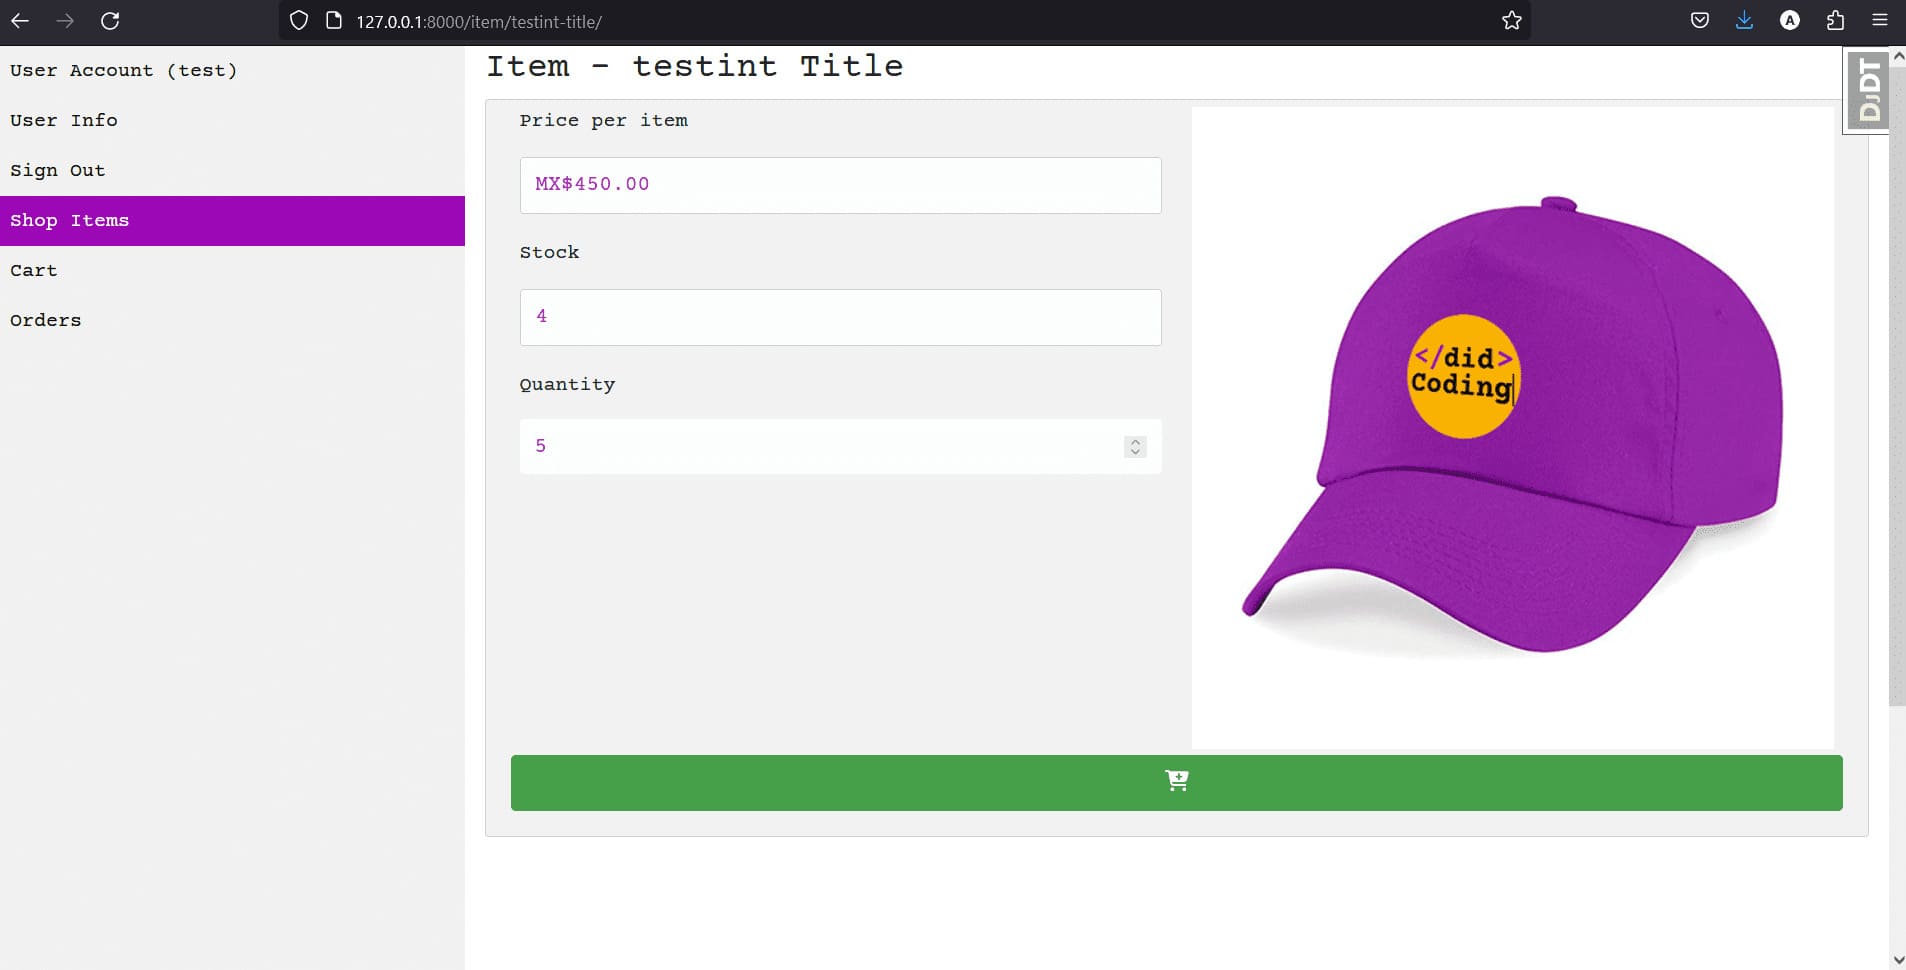 127.0.0.1:8000/item/testint-title/
A
User Account (test)
User Info
Sign Out
Shop Items
Cart
Orders
Item - testint Title
DJDT
Price per item
MX$450.00
Stock
4
Quantity
5
</did>
Coding|